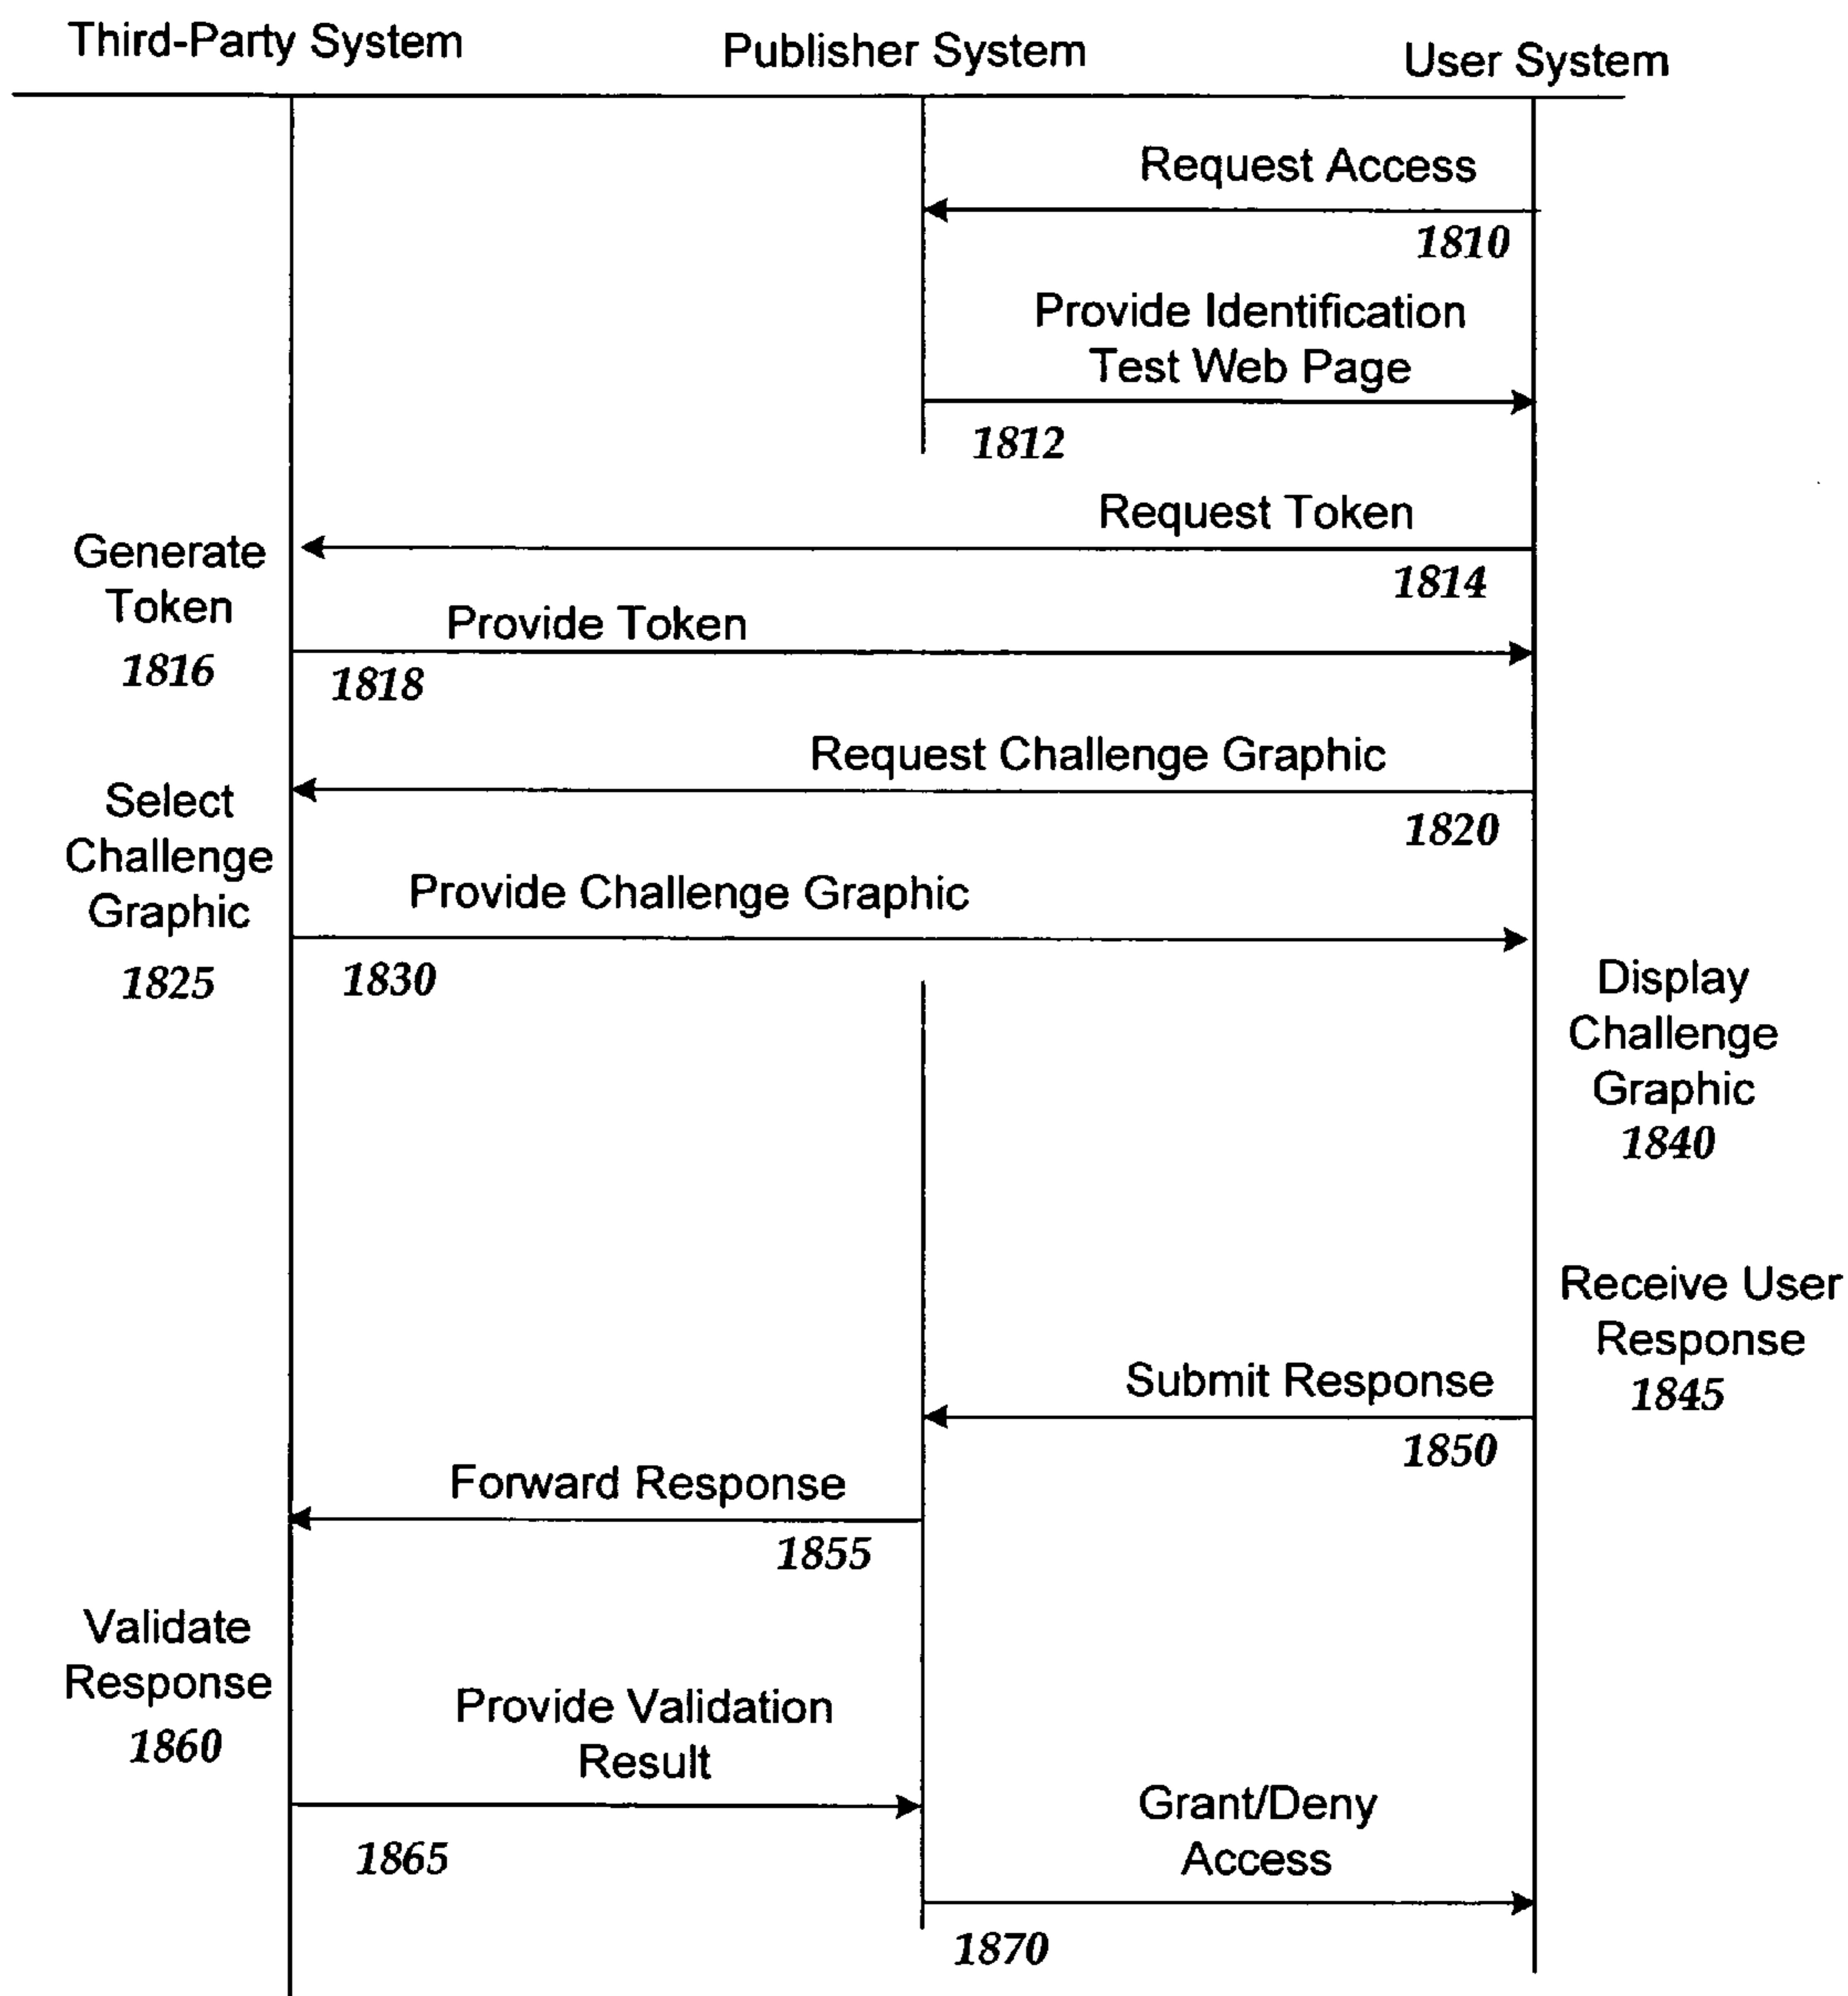 Third-Party System
Publisher System
User System
Request Access
1810
Provide Identification
Test Web Page
1812
Request Token
1814
Generate
Token
1816
Provide Token
1818
Request Challenge Graphic
1820
Select
Challenge
Graphic
1825
Provide Challenge Graphic
1830
Display
Challenge
Graphic
1840
Receive User
Response
1845
Submit Response
1850
Forward Response
1855
Validate
Response
1860
Provide Validation
Result
1865
Grant/Deny
Access
1870